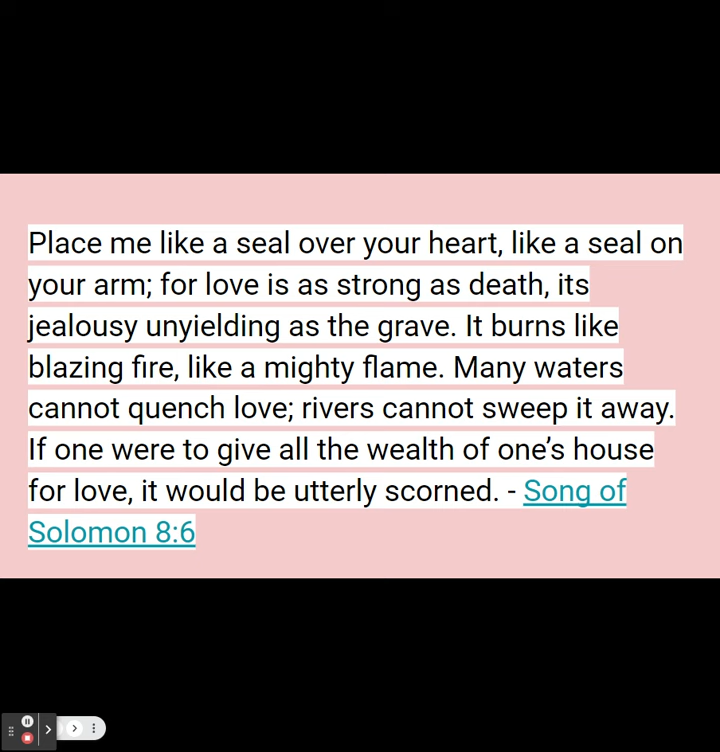 Place me like a seal over your heart, like a seal on
your arm; for love is as strong as death, its
jealousy unyielding as the grave. It burns like
blazing fire, like a mighty flame. Many waters
cannot quench love; rivers cannot sweep it away.
If one were to give all the wealth of one’s house
for love, it would be utterly scorned. - Song of
Solomon 8:6